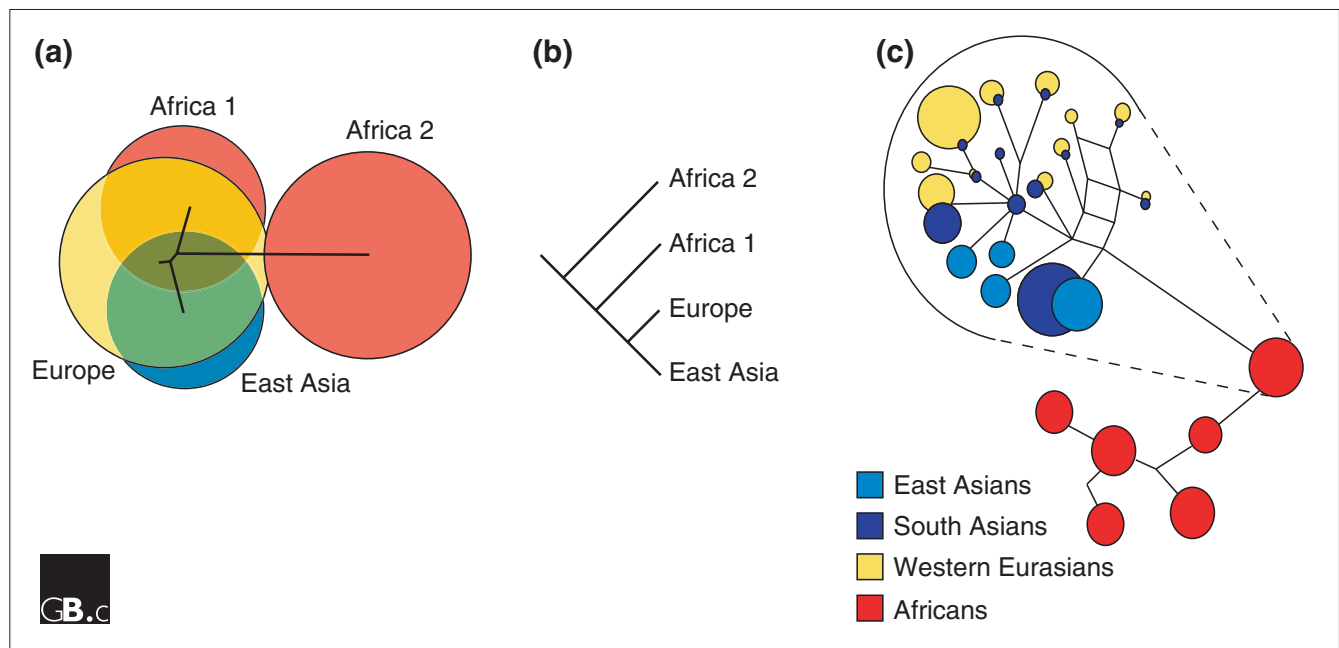 (a)
Africa 1
Africa 2
Europe
East Asia
(b)
Africa 2
Africa 1
Europe
East Asia
(c)
East Asians
South Asians
Western Eurasians
Africans
GB.c